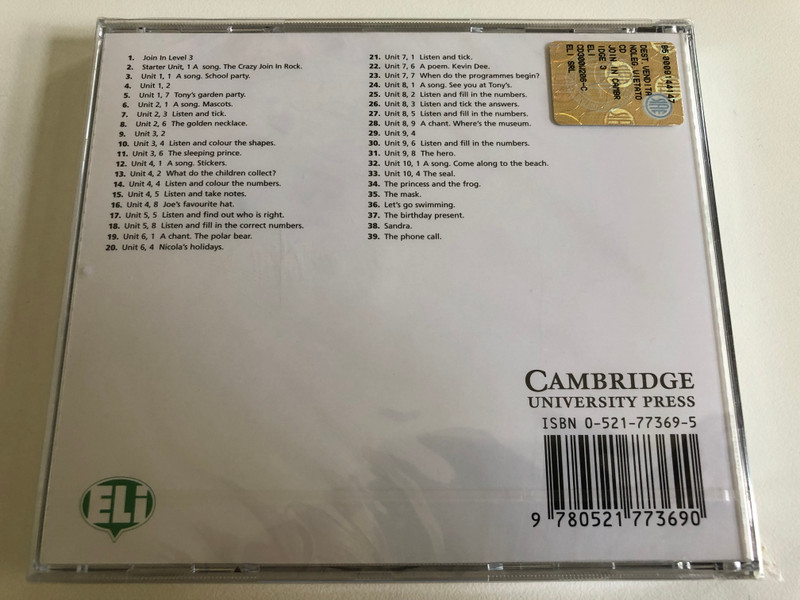 1. Join In Level 3
2. Starter Unit, 1 A song. The Crazy Join In Rock.
3. Unit 1, 1 A song. School party.
4. Unit 1, 2
5. Unit 1, 7 Tony's garden party.
6. Unit 2, 1 A song. Mascots.
7. Unit 2, 3 Listen and tick.
8. Unit 2, 6 The golden necklace.
9. Unit 3, 2
10. Unit 3, 4 Listen and colour the shapes.
11. Unit 3, 6 The sleeping prince.
12. Unit 4, 1 A song. Stickers.
13. Unit 4, 2 What do the children collect?
14. Unit 4, 4 Listen and colour the numbers.
15. Unit 4, 5 Listen and take notes.
16. Unit 4, 8 Joe's favourite hat.
17. Unit 5, 5 Listen and find out who is right.
18. Unit 5, 8 Listen and fill in the correct numbers.
19. Unit 6, 1 A chant. The polar bear.
20. Unit 6, 4 Nicola's holidays.
21. Unit 7, 1 Listen and tick.
22. Unit 7, 6 A poem. Kevin Dee.
23. Unit 7, 7 When do the programmes begin?
24. Unit 8, 1 A song. See you at Tony's.
25. Unit 8, 2 Listen and fill in the numbers.
26. Unit 8, 3 Listen and tick the answers.
27. Unit 8, 5 Listen and fill in the numbers.
28. Unit 8, 9 A chant. Where's the museum.
29. Unit 9, 4
30. Unit 9, 6 Listen and fill in the numbers.
31. Unit 9, 8 The hero.
32. Unit 10, 1 A song. Come along to the beach.
33. Unit 10, 4 The seal.
34. The princess and the frog.
35. The mask.
36. Let's go swimming.
37. The birthday present.
38. Sandra.
39. The phone call.
DEST. VENDITA
NOLEG. VIETATO
CD
JOIN IN CAMBR
IDGE 3
ELI
ELI SRL
CAMBRIDGE
UNIVERSITY PRESS
ISBN 0-521-77369-5
9 780521 773690
ELi